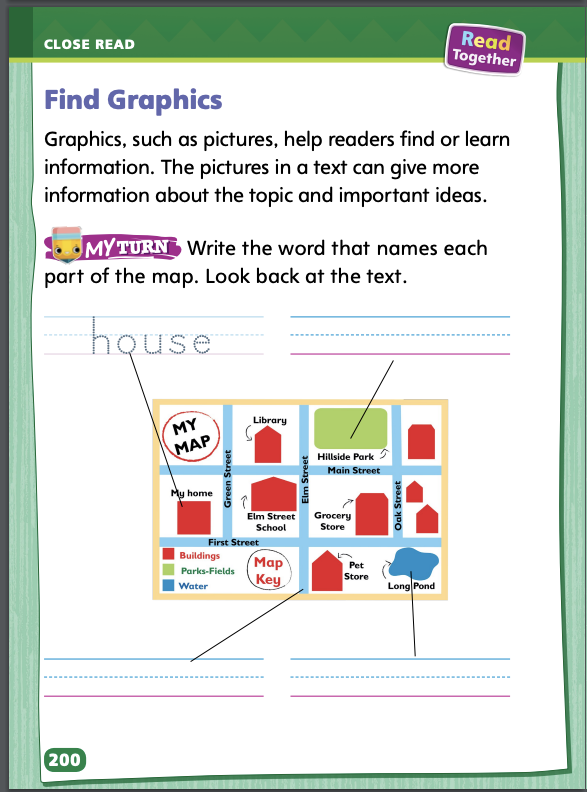 CLOSE READ
Read
Together
Find Graphics
Graphics, such as pictures, help readers find or learn
information. The pictures in a text can give more
information about the topic and important ideas.
MY TURN Write the word that names each
part of the map. Look back at the text.
house
MY
MAP
Green Street
Library
Elm Street
Hillside Park
Main Street
My home
Elm Street
School
Grocery
Store
Oak Street
First Street
Buildings
Parks-Fields
Water
Map
Key
Pet
Store
Long Pond
200